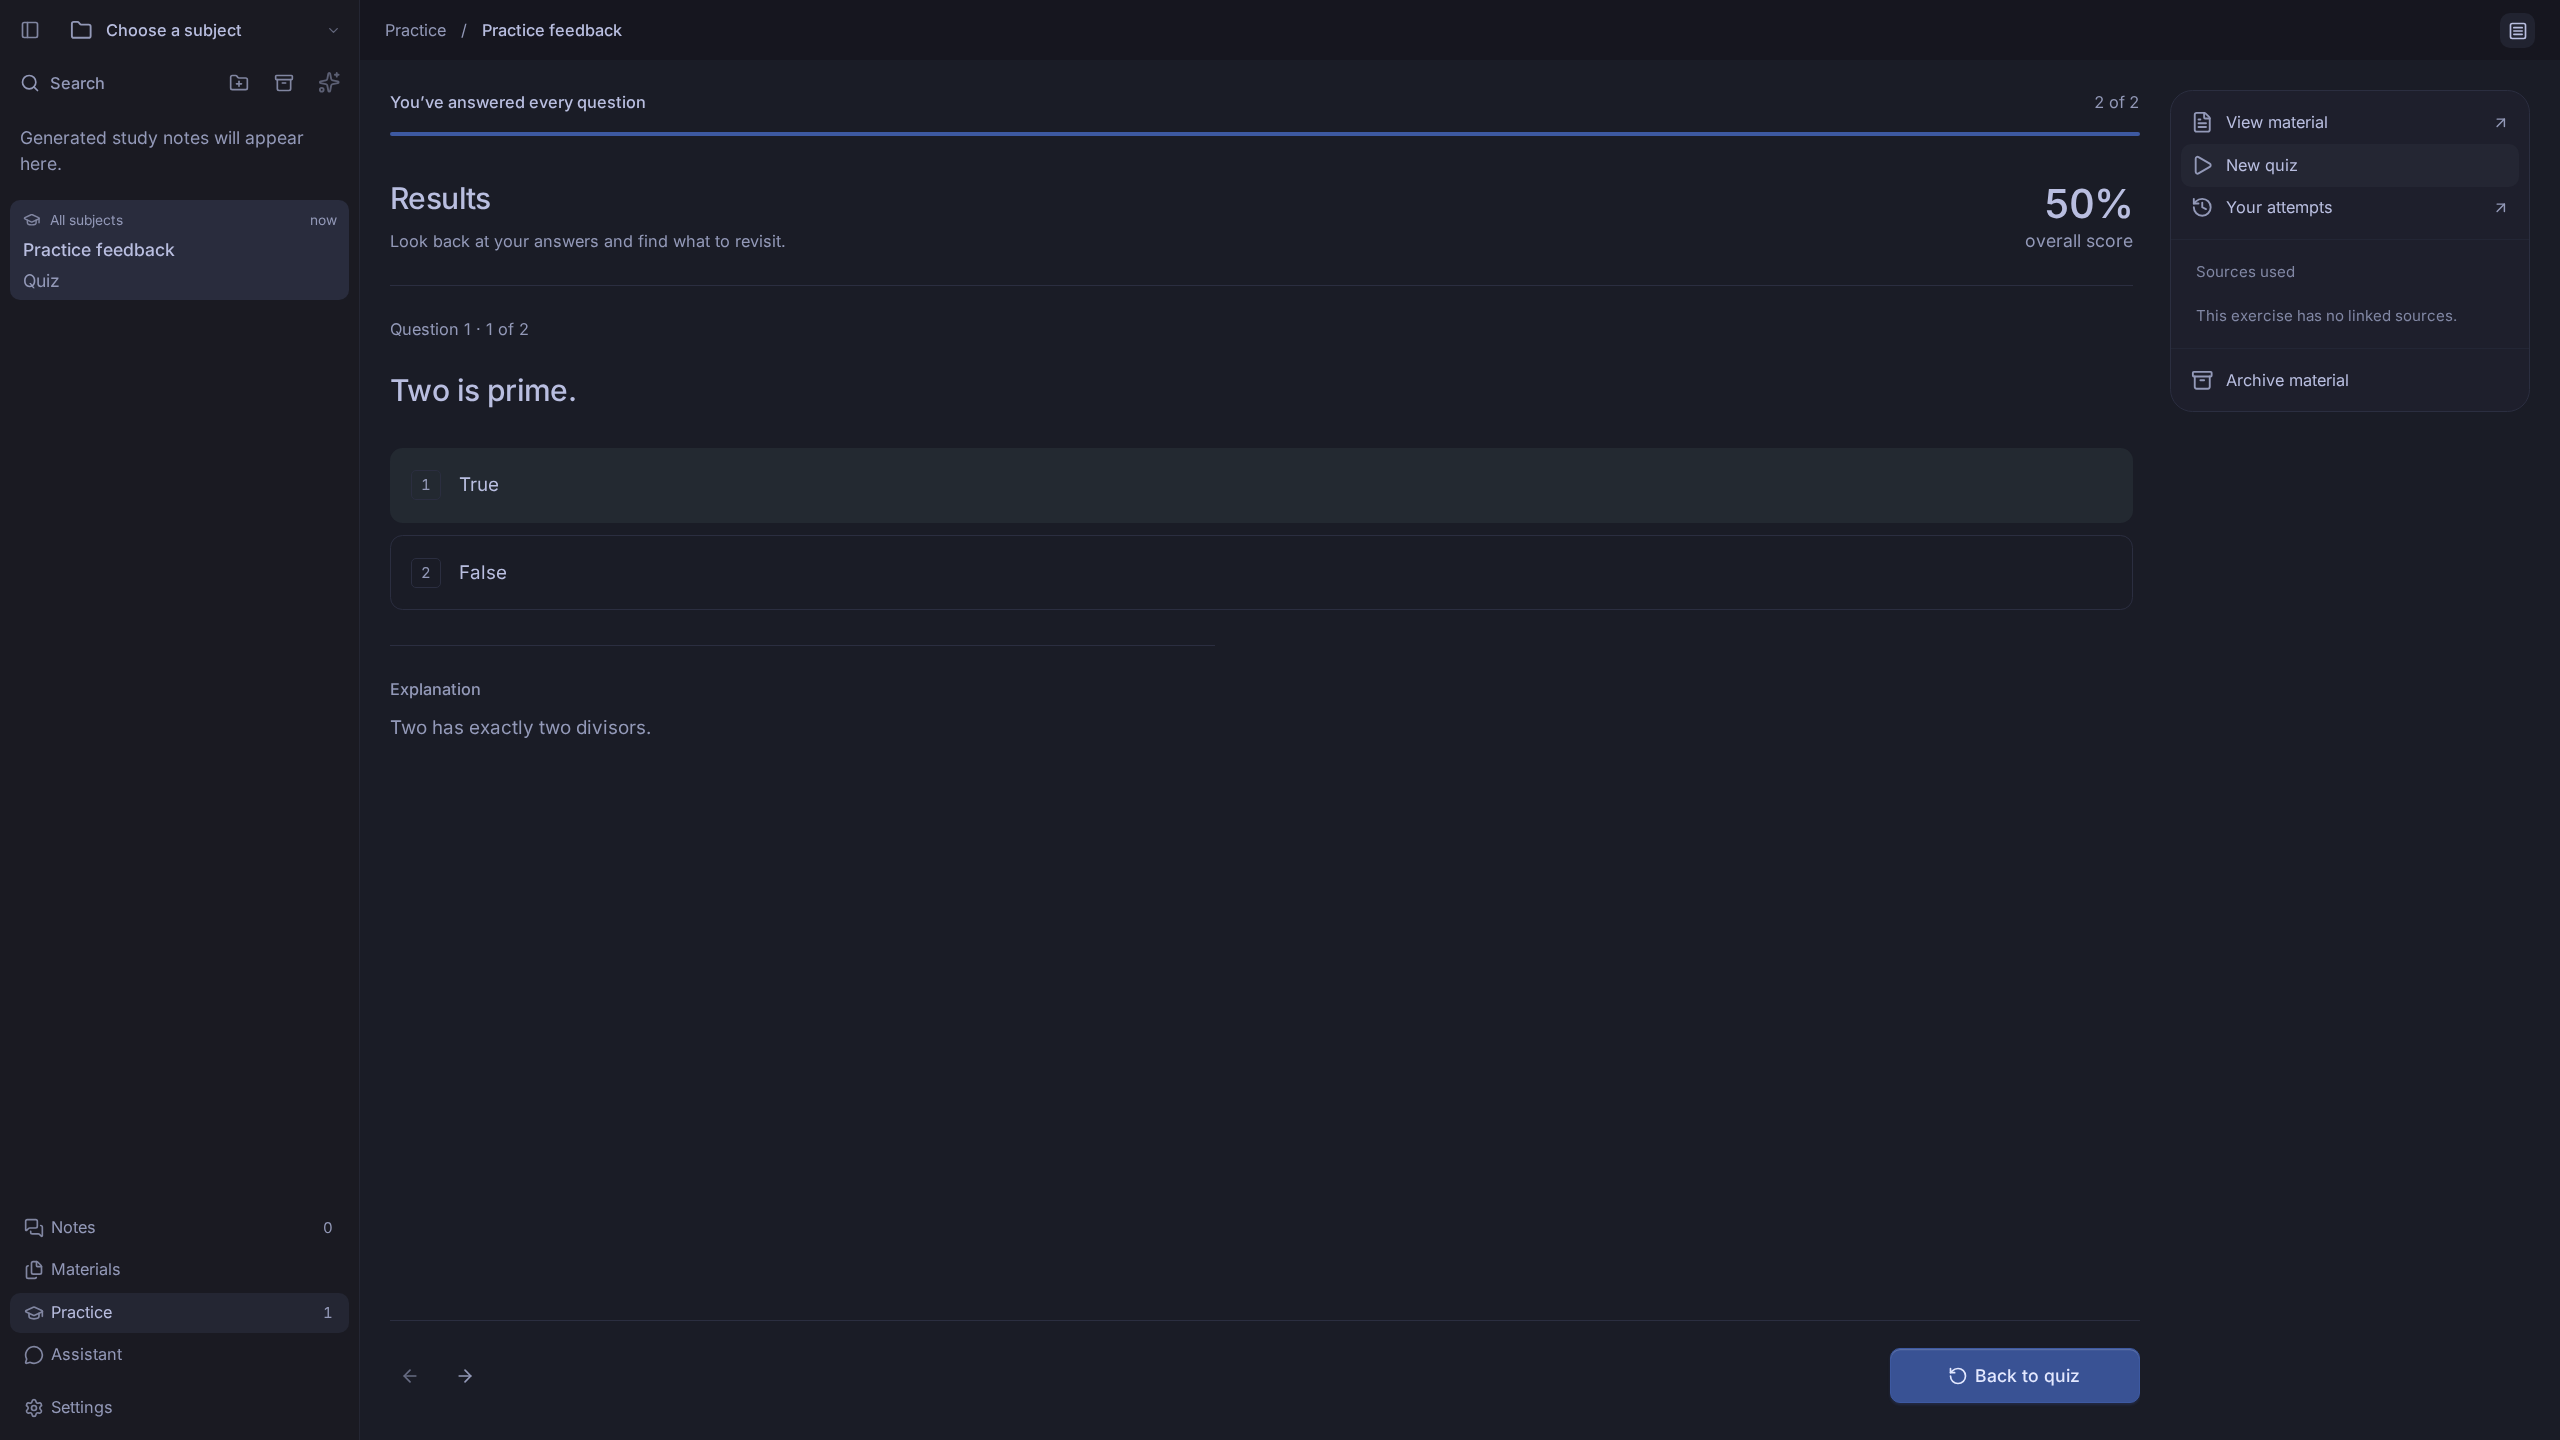 Choose a subject
Search
Generated study notes will appear
here.
All subjects now
Practice feedback
Quiz
Notes 0
Materials
Practice 1
Assistant
Settings
Practice / Practice feedback
You’ve answered every question 2 of 2
Results 50%
Look back at your answers and find what to revisit. overall score
Question 1 · 1 of 2
Two is prime.
1 True
2 False
Explanation
Two has exactly two divisors.
Back to quiz
View material
New quiz
Your attempts
Sources used
This exercise has no linked sources.
Archive material